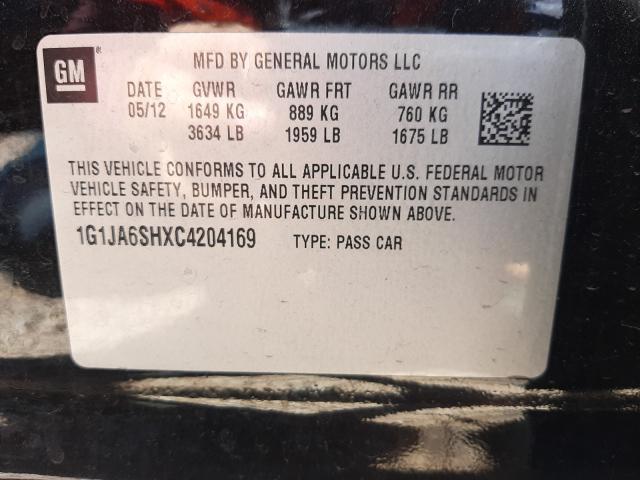 GM ® MFD BY GENERAL MOTORS LLC
DATE GVWR GAWR FRT GAWR RR
05/12 1649 KG 889 KG 760 KG
3634 LB 1959 LB 1675 LB
THIS VEHICLE CONFORMS TO ALL APPLICABLE U.S. FEDERAL MOTOR
VEHICLE SAFETY, BUMPER, AND THEFT PREVENTION STANDARDS IN
EFFECT ON THE DATE OF MANUFACTURE SHOWN ABOVE.
1G1JA6SHXC4204169 TYPE: PASS CAR